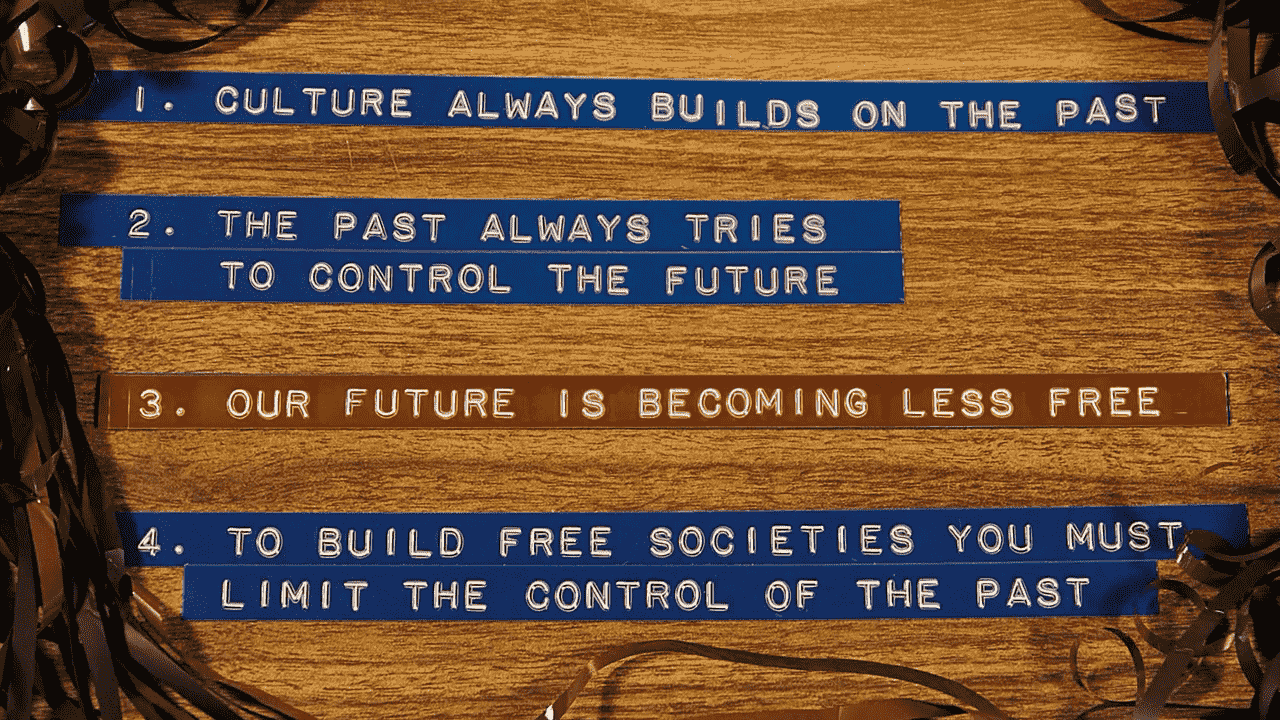 1. CULTURE ALWAYS BUILDS ON THE PAST
2. THE PAST ALWAYS TRIES
TO CONTROL THE FUTURE
3. OUR FUTURE IS BECOMING LESS FREE
4. TO BUILD FREE SOCIETIES YOU MUST
LIMIT THE CONTROL OF THE PAST